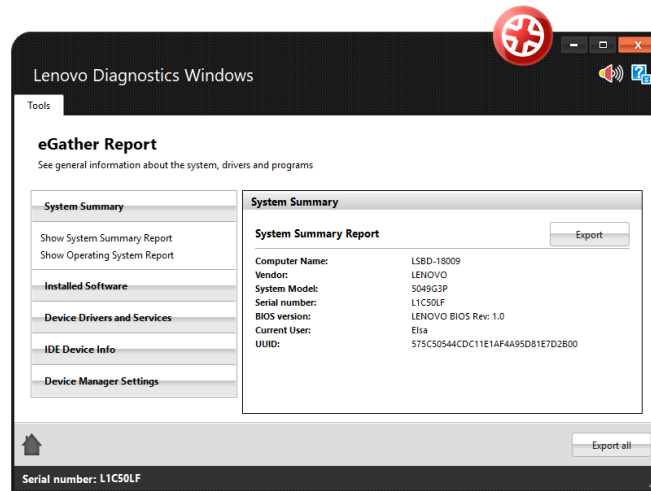 Lenovo Diagnostics Windows
Tools
eGather Report
See general information about the system, drivers and programs
System Summary
Show System Summary Report
Show Operating System Report
Installed Software
Device Drivers and Services
IDE Device Info
Device Manager Settings
System Summary
System Summary Report
Export
Computer Name: LSBD-18009
Vendor: LENOVO
System Model: 5049G3P
Serial number: L1C50LF
BIOS version: LENOVO BIOS Rev: 1.0
Current User: Elsa
UUID: 575C50544CDC11E1AF4A95D81E7D2B00
Export all
Serial number: L1C50LF